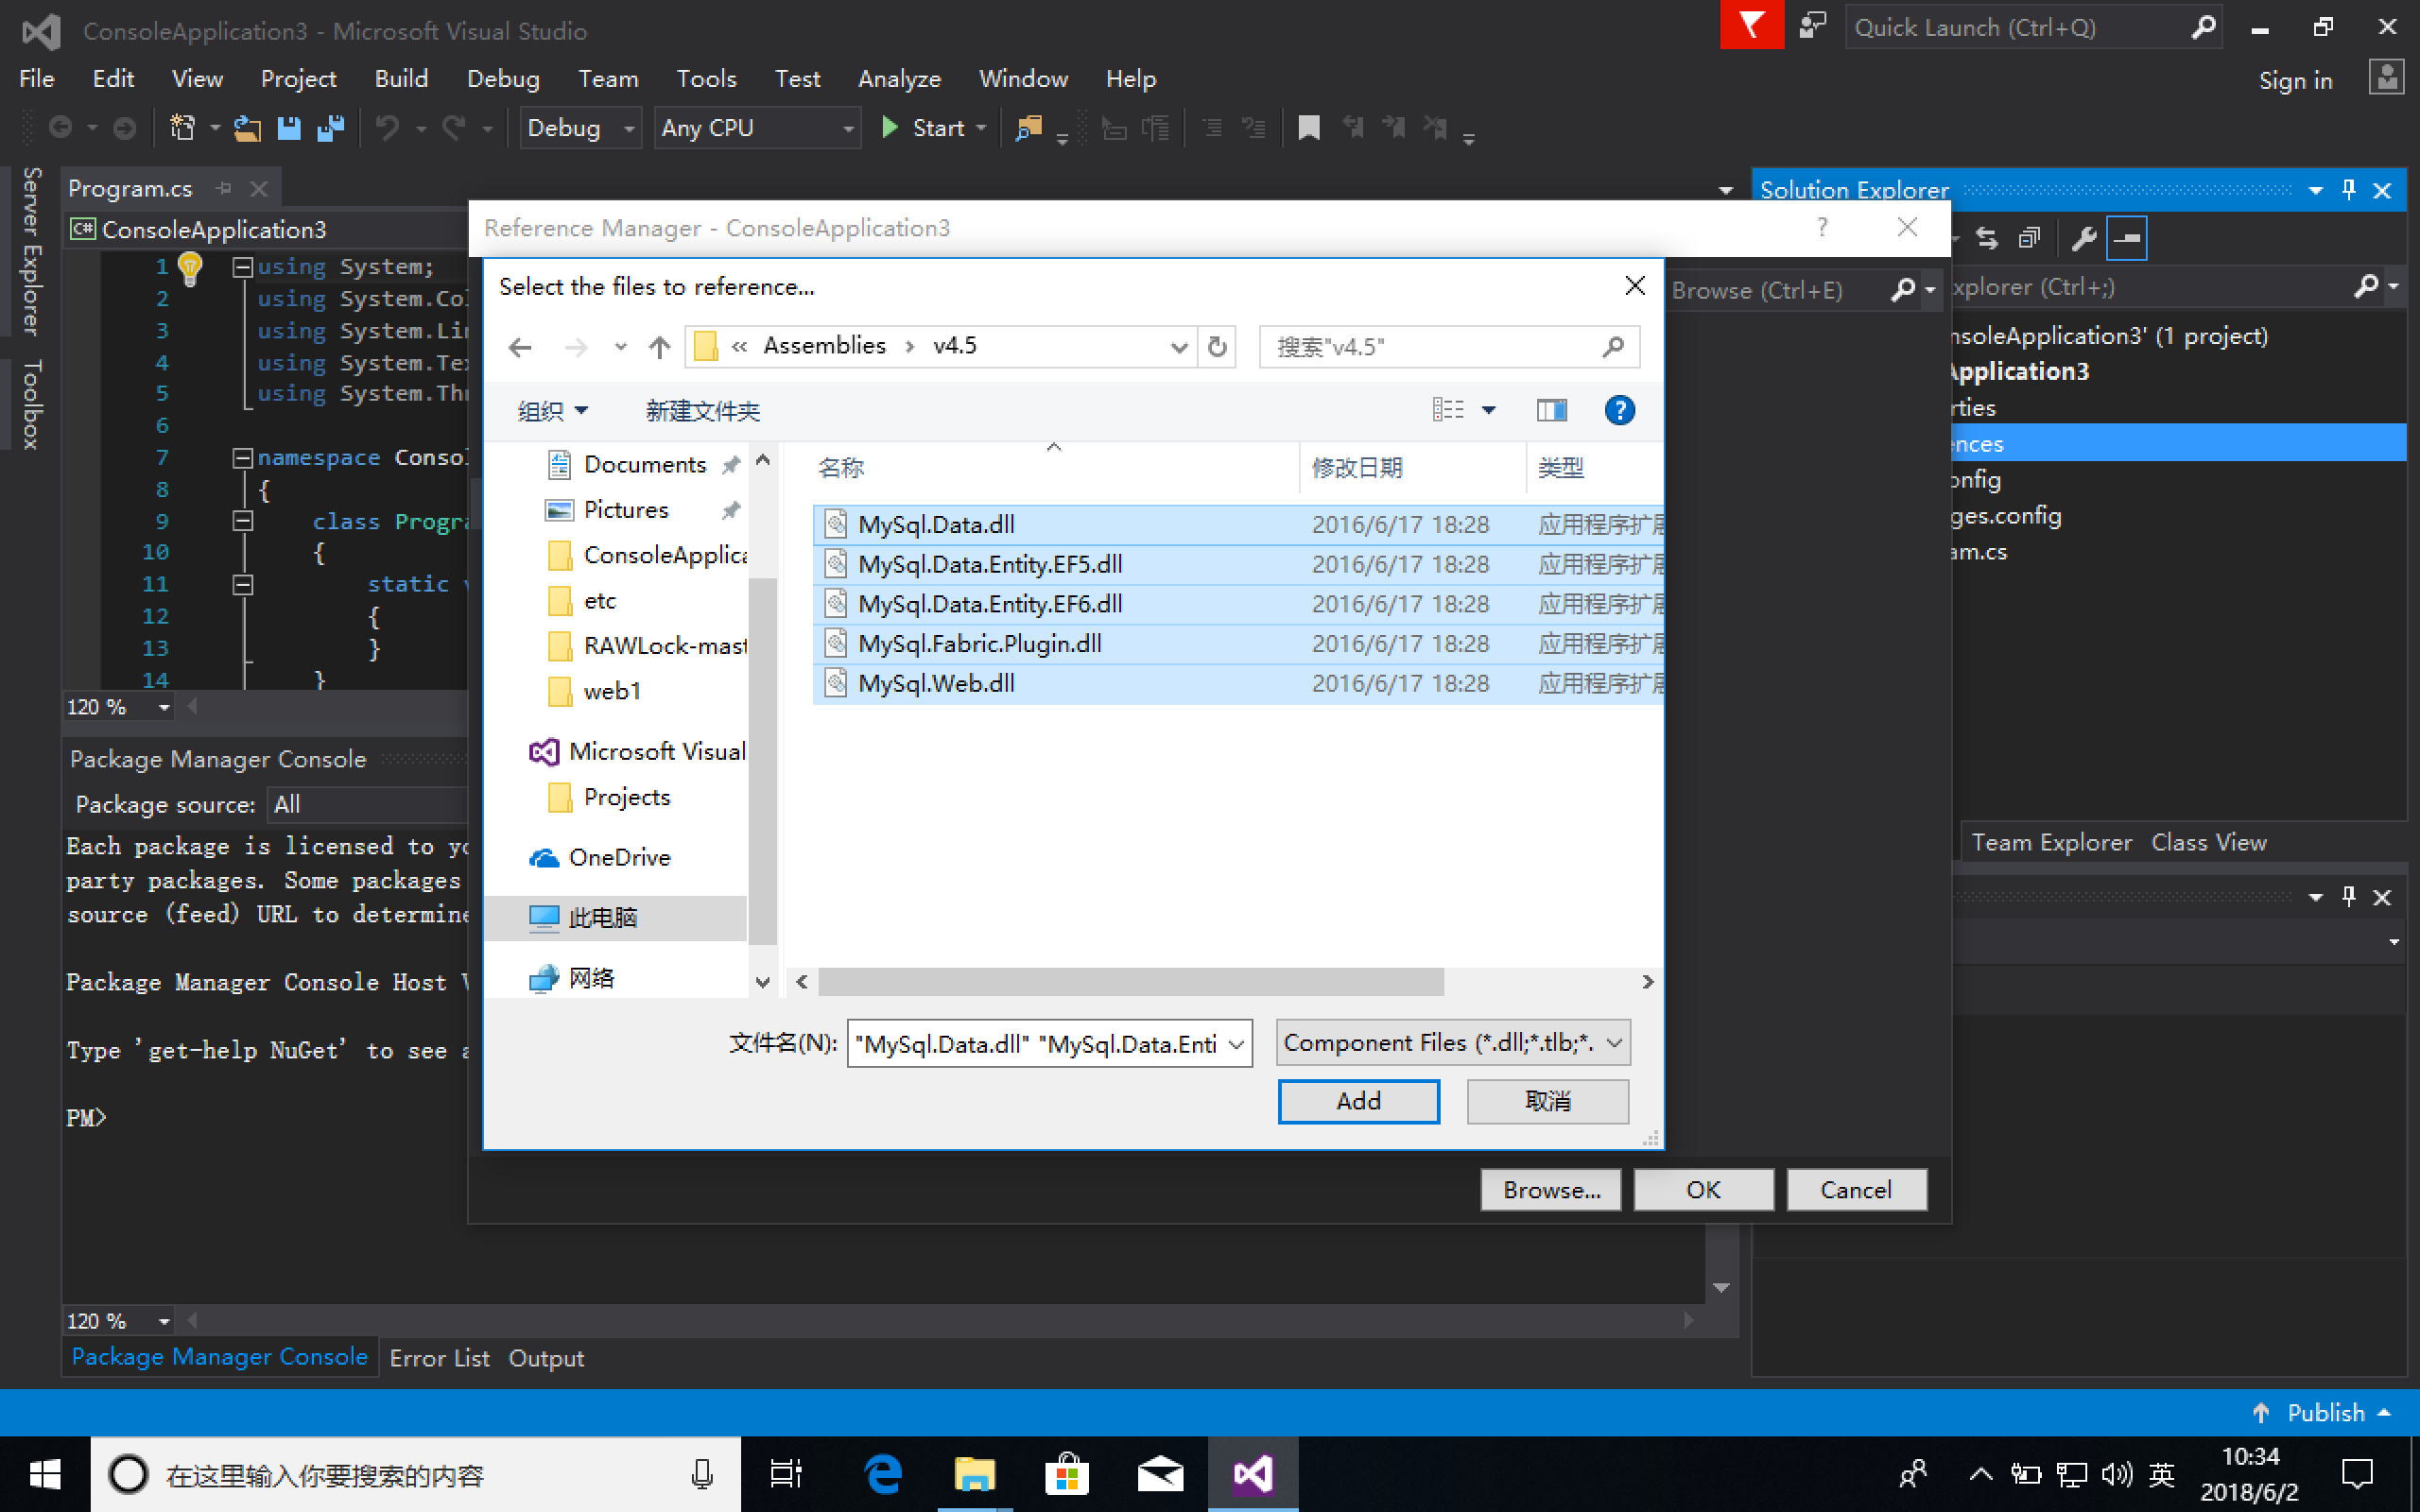 ConsoleApplication3 - Microsoft Visual Studio
Quick Launch (Ctrl+Q)
File Edit View Project Build Debug Team Tools Test Analyze Window Help
Sign in
Debug Any CPU Start
Server Explorer
Toolbox
Program.cs
ConsoleApplication3
1 using System;
2 using System.Col
3 using System.Lin
4 using System.Tex
5 using System.Thr
6
7 namespace Consol
8 {
9 class Progra
10 {
11 static v
12 {
13 }
14 }
120 %
Package Manager Console
Package source: All
Each package is licensed to yo
party packages. Some packages
source (feed) URL to determine
Package Manager Console Host V
Type 'get-help NuGet' to see a
PM>
120 %
Package Manager Console Error List Output
Reference Manager - ConsoleApplication3
?
Browse (Ctrl+E)
Select the files to reference...
« Assemblies › v4.5
搜索"v4.5"
组织 新建文件夹
Documents
Pictures
ConsoleApplica
etc
RAWLock-mast
web1
Microsoft Visual
Projects
OneDrive
此电脑
网络
名称 修改日期 类型
MySql.Data.dll 2016/6/17 18:28 应用程序扩展
MySql.Data.Entity.EF5.dll 2016/6/17 18:28 应用程序扩展
MySql.Data.Entity.EF6.dll 2016/6/17 18:28 应用程序扩展
MySql.Fabric.Plugin.dll 2016/6/17 18:28 应用程序扩展
MySql.Web.dll 2016/6/17 18:28 应用程序扩展
文件名(N): "MySql.Data.dll" "MySql.Data.Enti
Component Files (*.dll;*.tlb;*.
Add 取消
Browse... OK Cancel
Solution Explorer
xplorer (Ctrl+;)
nsoleApplication3' (1 project)
Application3
rties
ences
onfig
ges.config
am.cs
Team Explorer Class View
Publish
在这里输入你要搜索的内容
英
10:34
2018/6/2